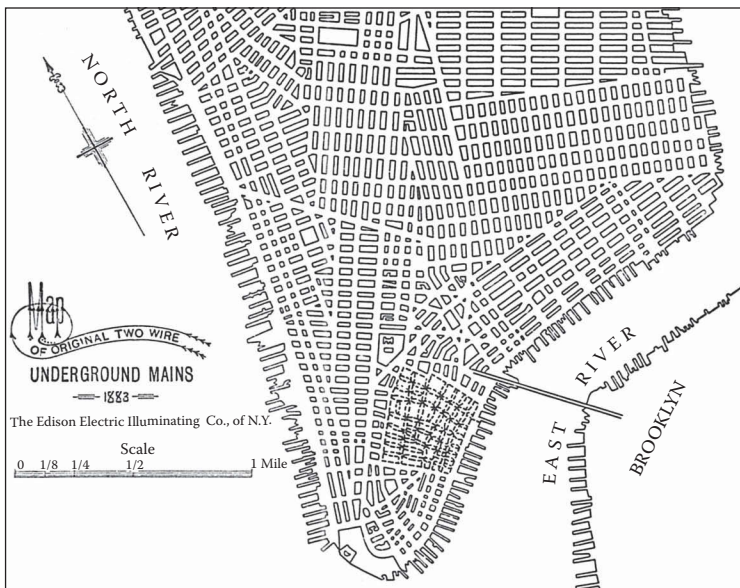 NORTH
RIVER
Map
OF ORIGINAL TWO WIRE
UNDERGROUND MAINS
1883
The Edison Electric Illuminating Co., of N.Y.
Scale
0 1/8 1/4 1/2 1 Mile
EAST RIVER
BROOKLYN